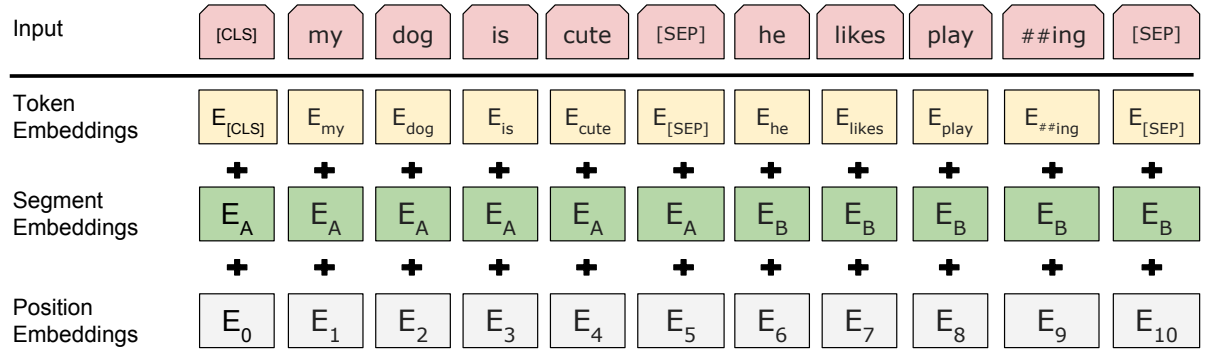 Input [CLS] my dog is cute [SEP] he likes play ##ing [SEP]
Token Embeddings E[CLS] Emy Edog Eis Ecute E[SEP] Ehe Elikes Eplay E##ing E[SEP]
+ + + + + + + + + + +
Segment Embeddings EA EA EA EA EA EA EB EB EB EB EB
+ + + + + + + + + + +
Position Embeddings E0 E1 E2 E3 E4 E5 E6 E7 E8 E9 E10